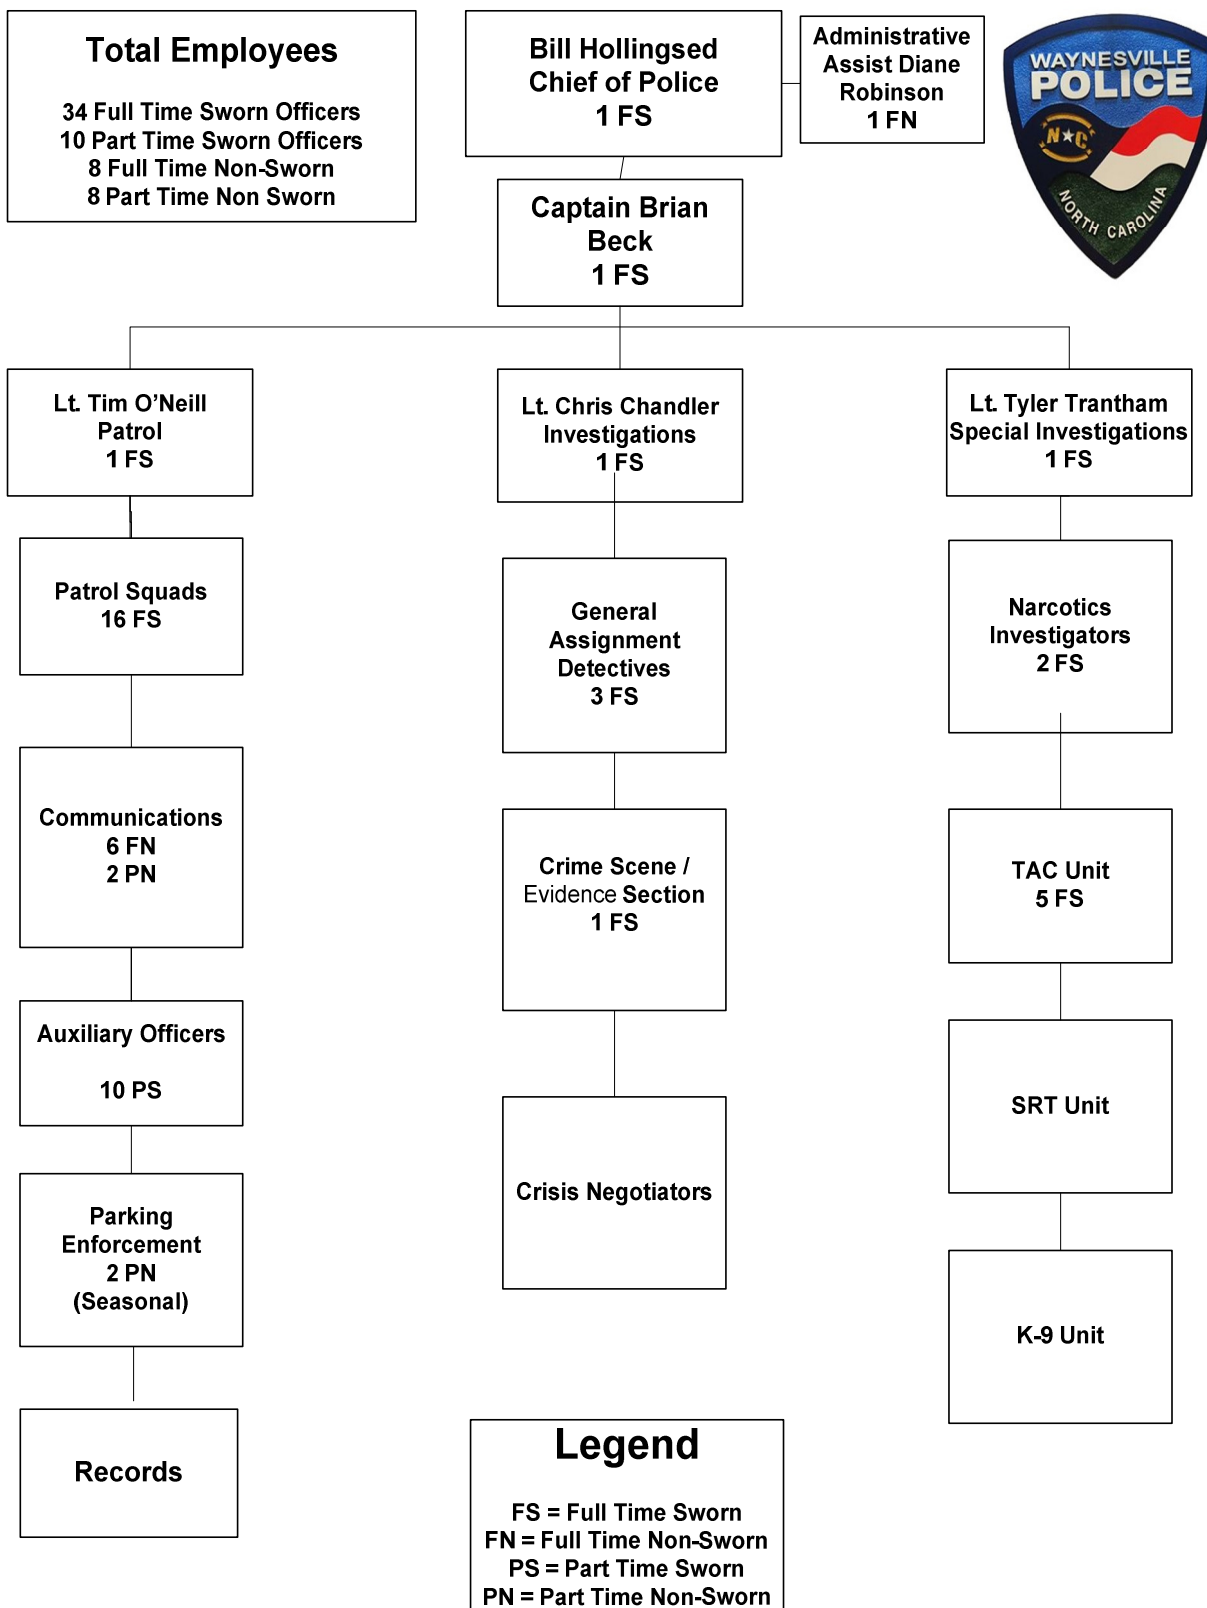 Total Employees
34 Full Time Sworn Officers
10 Part Time Sworn Officers
8 Full Time Non-Sworn
8 Part Time Non Sworn
Bill Hollingsed
Chief of Police
1 FS
Administrative
Assist Diane
Robinson
1 FN
WAYNESVILLE
POLICE
N C
NORTH CAROLINA
Captain Brian
Beck
1 FS
Lt. Tim O’Neill
Patrol
1 FS
Lt. Chris Chandler
Investigations
1 FS
Lt. Tyler Trantham
Special Investigations
1 FS
Patrol Squads
16 FS
General
Assignment
Detectives
3 FS
Narcotics
Investigators
2 FS
Communications
6 FN
2 PN
Crime Scene /
Evidence Section
1 FS
TAC Unit
5 FS
Auxiliary Officers
10 PS
Crisis Negotiators
SRT Unit
Parking
Enforcement
2 PN
(Seasonal)
K-9 Unit
Records
Legend
FS = Full Time Sworn
FN = Full Time Non-Sworn
PS = Part Time Sworn
PN = Part Time Non-Sworn